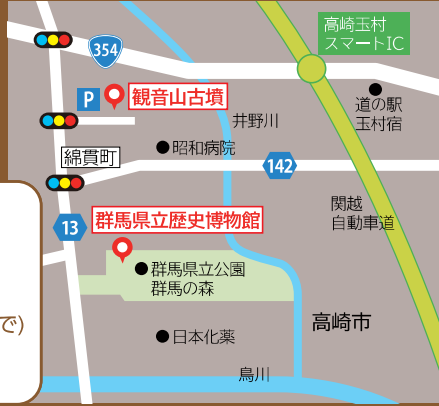 高崎玉村
スマートIC
354
P
観音山古墳
道の駅
玉村宿
井野川
昭和病院
綿貫町
142
関越
自動車道
13
群馬県立歴史博物館
群馬県立公園
群馬の森
で)
高崎市
日本化薬
烏川